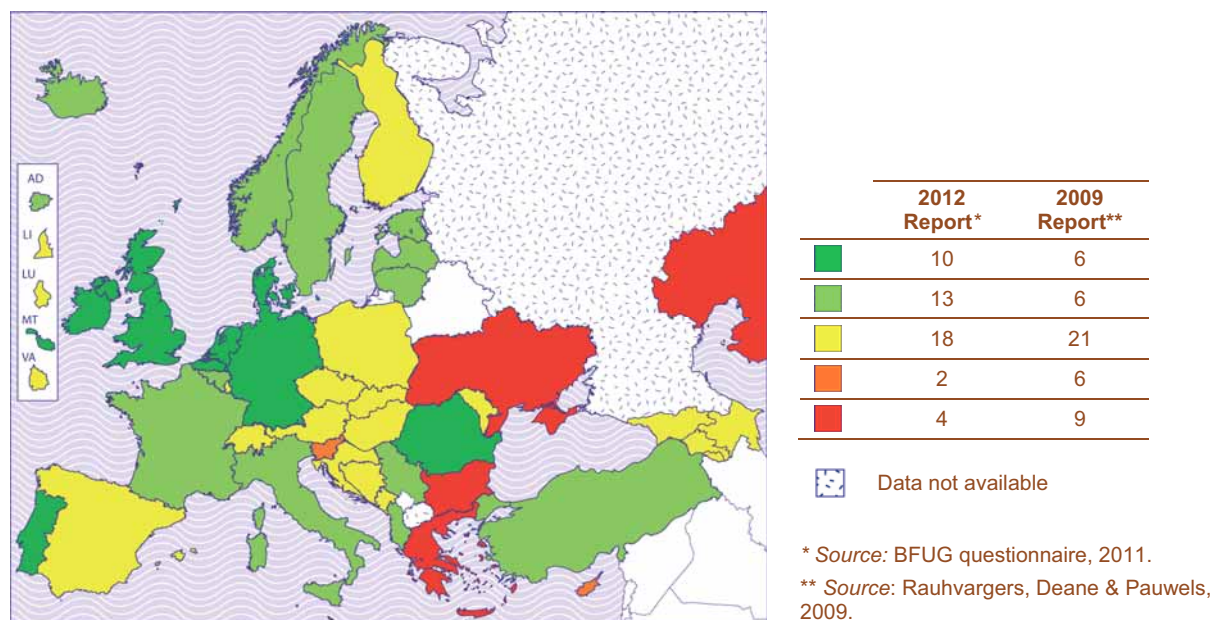 AD
LI
LU
MT
VA
2012 2009
Report* Report**
10 6
13 6
18 21
2 6
4 9
Data not available
* Source: BFUG questionnaire, 2011.
** Source: Rauhvargers, Deane & Pauwels,
2009.